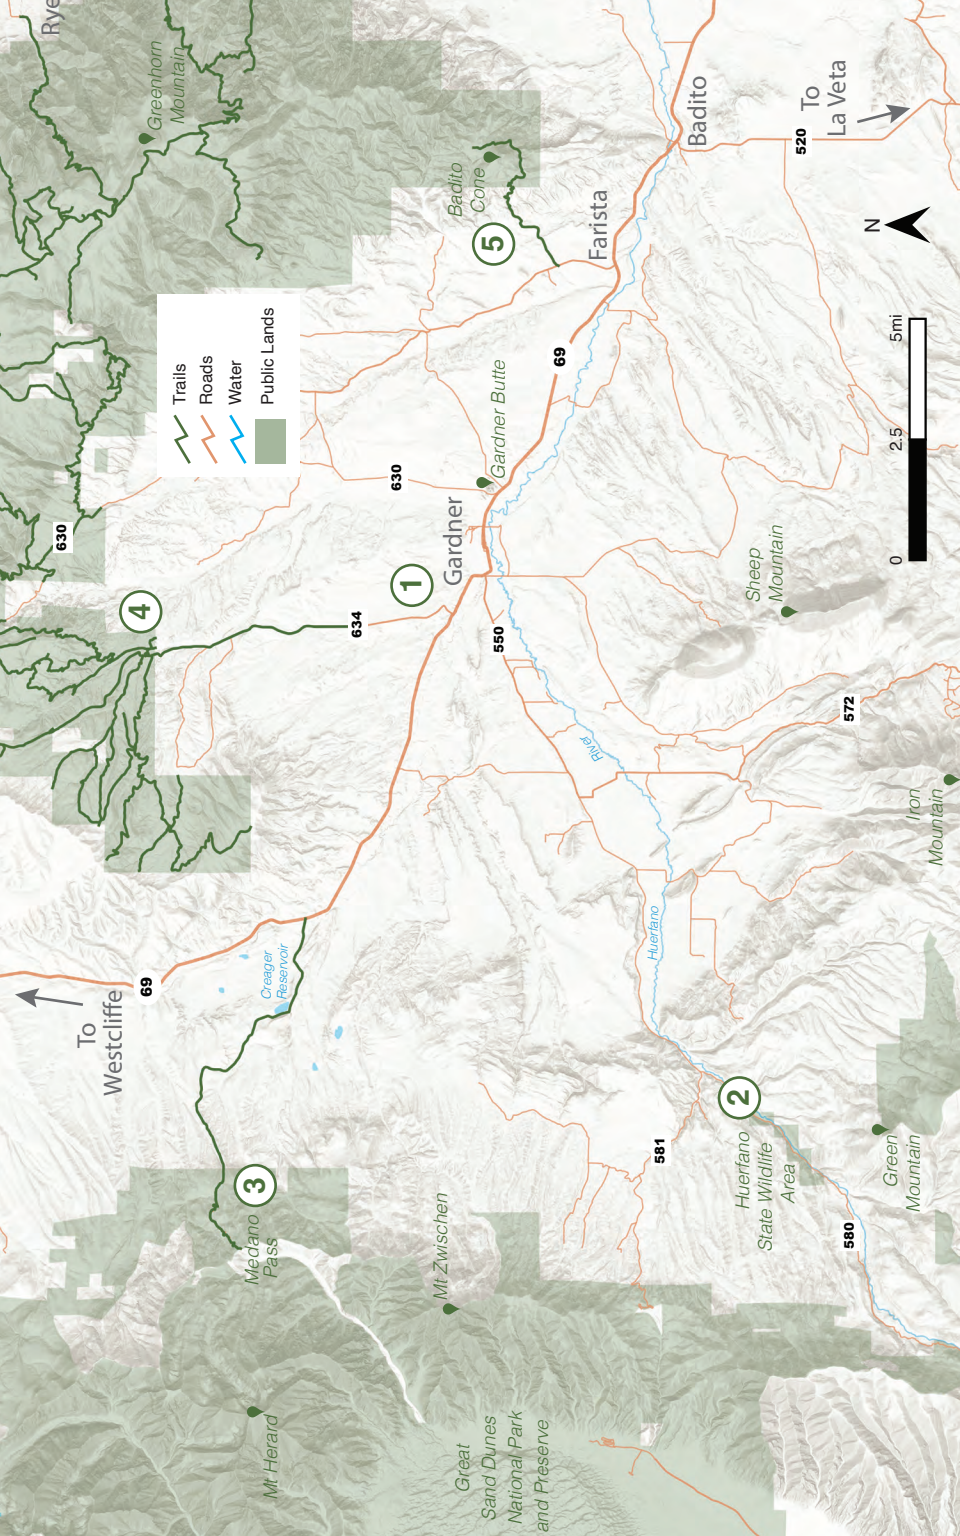 Rye
Greenhorn
Mountain
Badito
Cone
5
Farista
Badito
To
La Veta
520
N
69
Trails
Roads
Water
Public Lands
Gardner Butte
630
630
Gardner
1
4
634
550
Sheep
Mountain
0
2.5
5mi
572
River
Iron
Mountain
Huerfano
Creager
Reservoir
69
To
Westcliffe
3
Medano
Pass
2
Huerfano
State Wildlife
Area
581
580
Green
Mountain
Mt Zwischen
Mt Herard
Great
Sand Dunes
National Park
and Preserve